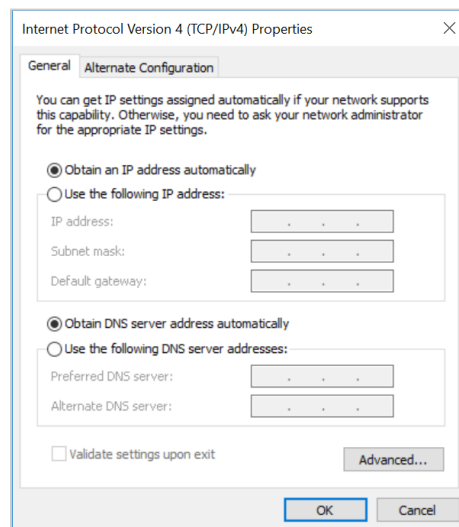 Internet Protocol Version 4 (TCP/IPv4) Properties
General
Alternate Configuration
You can get IP settings assigned automatically if your network supports
this capability. Otherwise, you need to ask your network administrator
for the appropriate IP settings.
Obtain an IP address automatically
Use the following IP address:
IP address:
. . .
Subnet mask:
. . .
Default gateway:
. . .
Obtain DNS server address automatically
Use the following DNS server addresses:
Preferred DNS server:
. . .
Alternate DNS server:
. . .
Validate settings upon exit
Advanced...
OK
Cancel